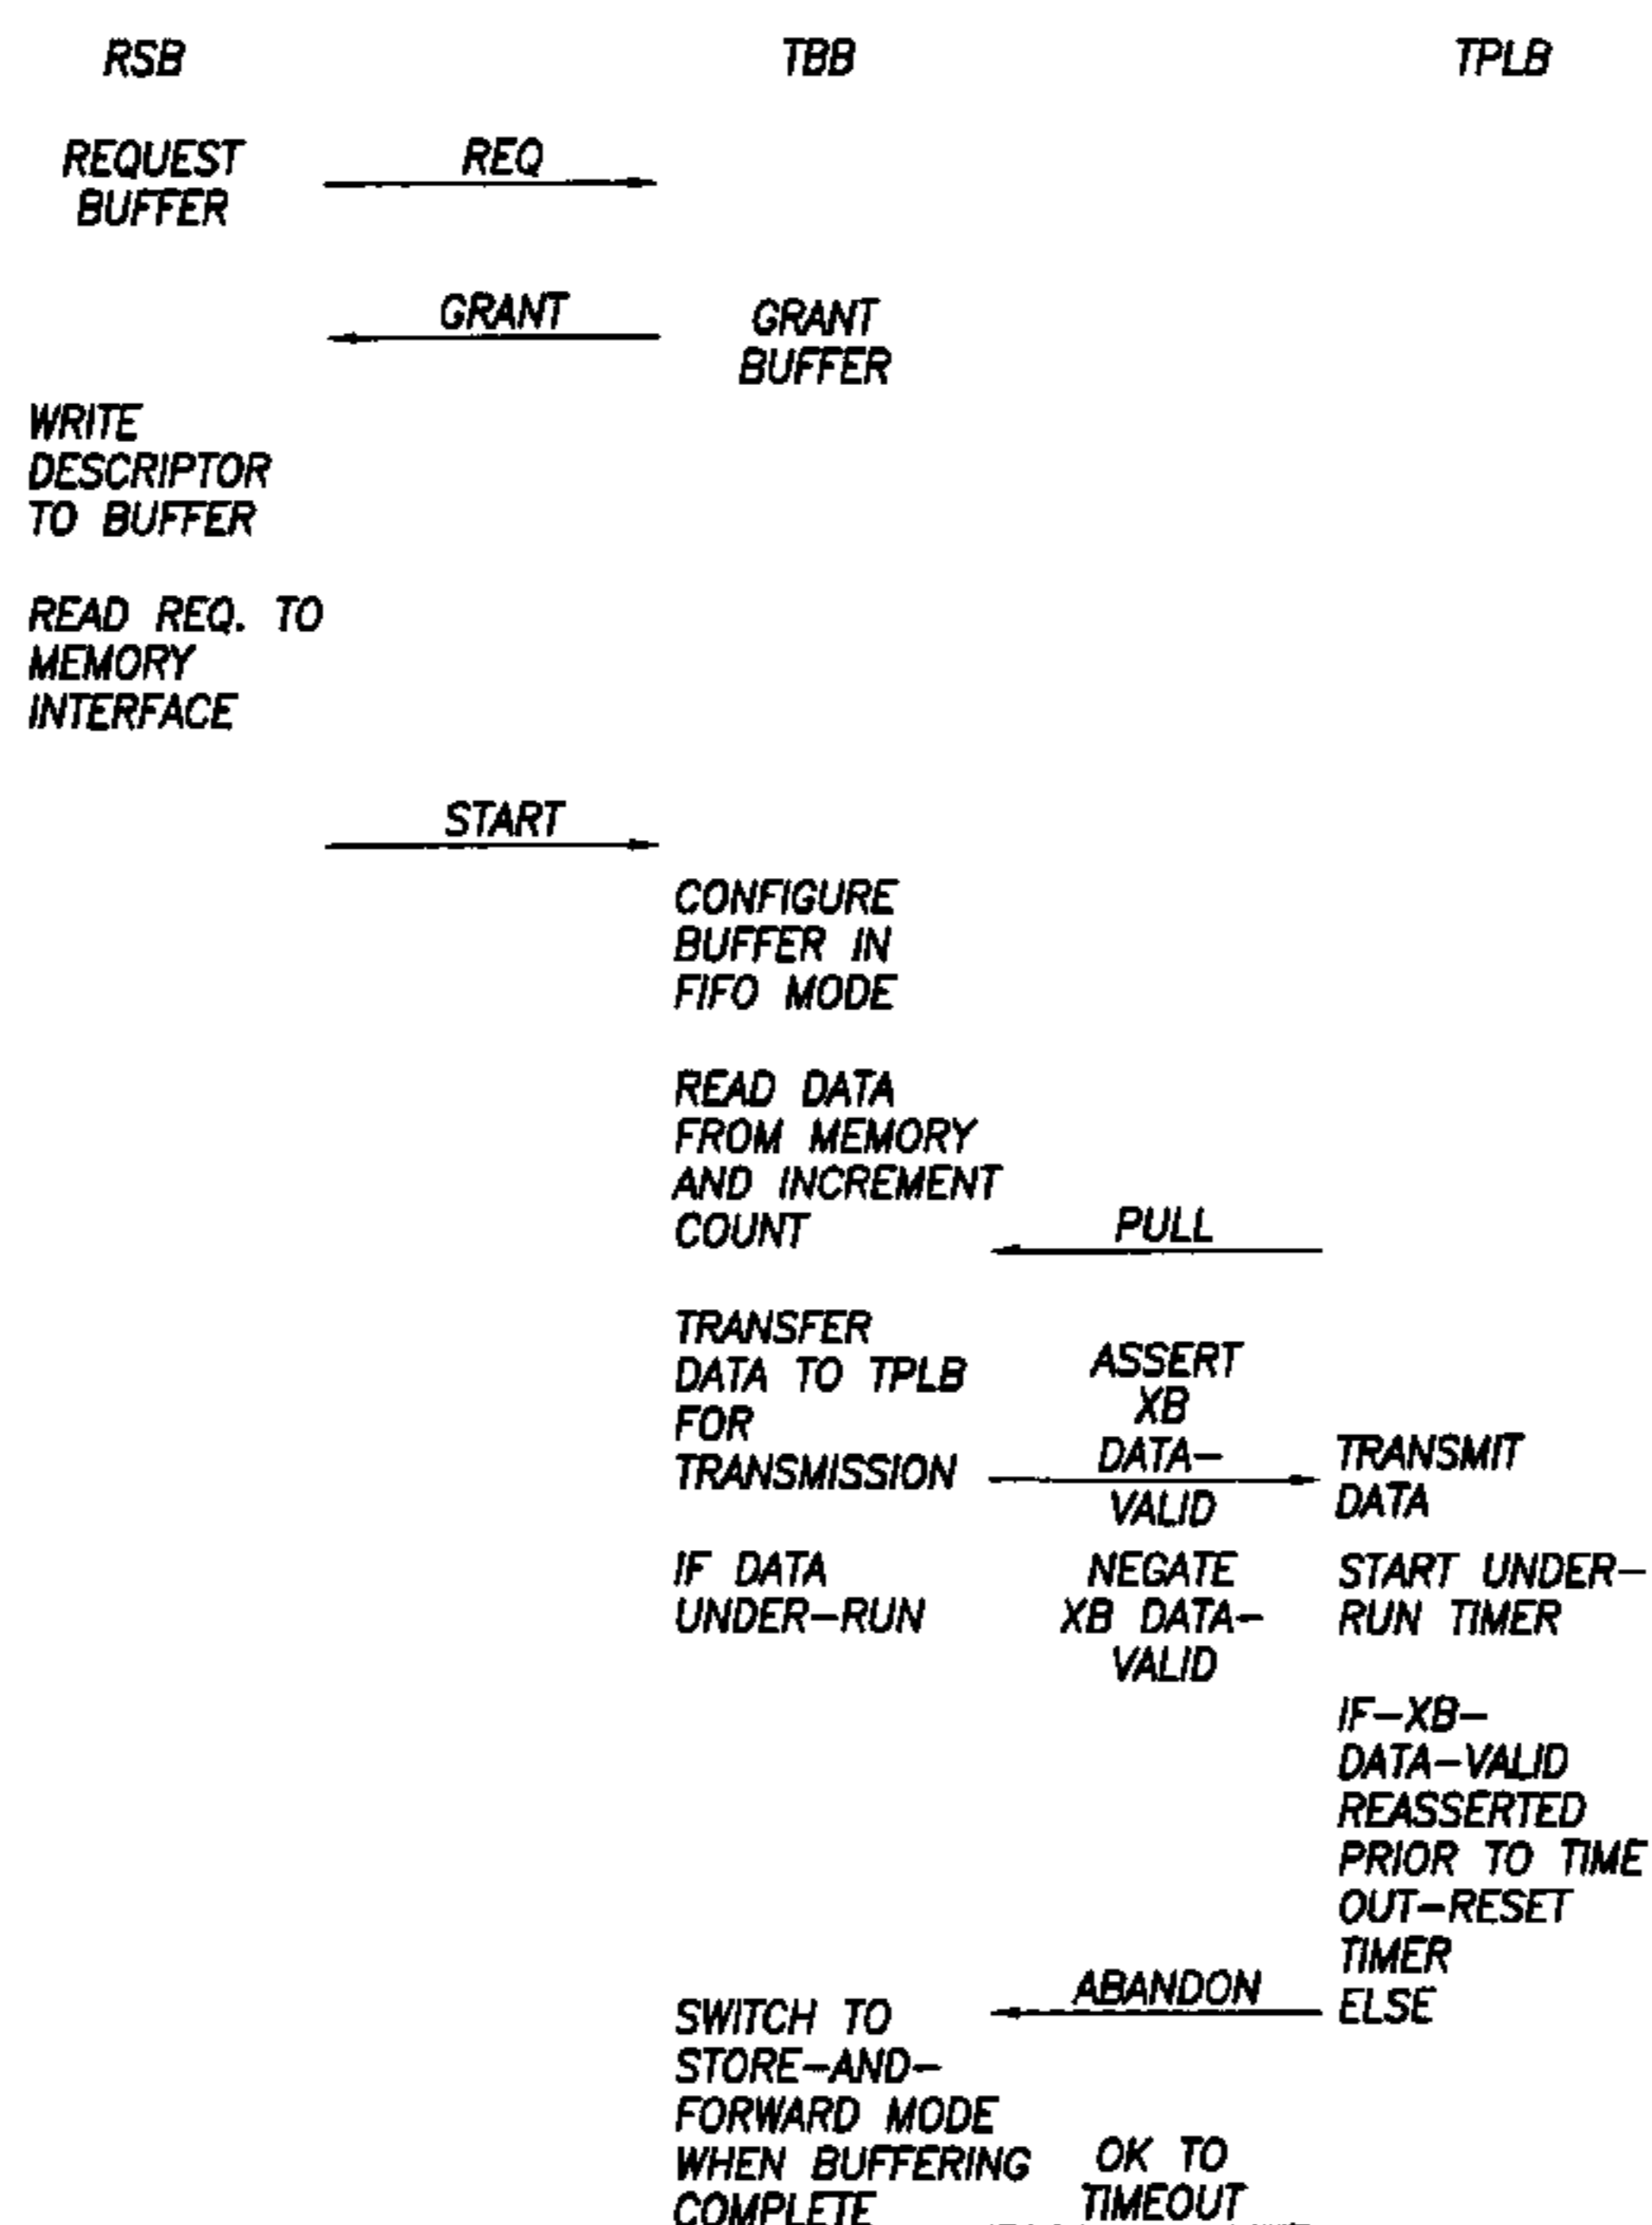 RSB
TBB
TPLB
REQUEST
BUFFER
REQ
GRANT
GRANT
BUFFER
WRITE
DESCRIPTOR
TO BUFFER
READ REQ. TO
MEMORY
INTERFACE
START
CONFIGURE
BUFFER IN
FIFO MODE
READ DATA
FROM MEMORY
AND INCREMENT
COUNT
PULL
TRANSFER
DATA TO TPLB
FOR
TRANSMISSION
ASSERT
XB
DATA-
VALID
TRANSMIT
DATA
IF DATA
UNDER-RUN
NEGATE
XB DATA-
VALID
START UNDER-
RUN TIMER
IF-XB-
DATA-VALID
REASSERTED
PRIOR TO TIME
OUT-RESET
TIMER
ELSE
ABANDON
SWITCH TO
STORE-AND-
FORWARD MODE
WHEN BUFFERING
COMPLETE
OK TO
TIMEOUT